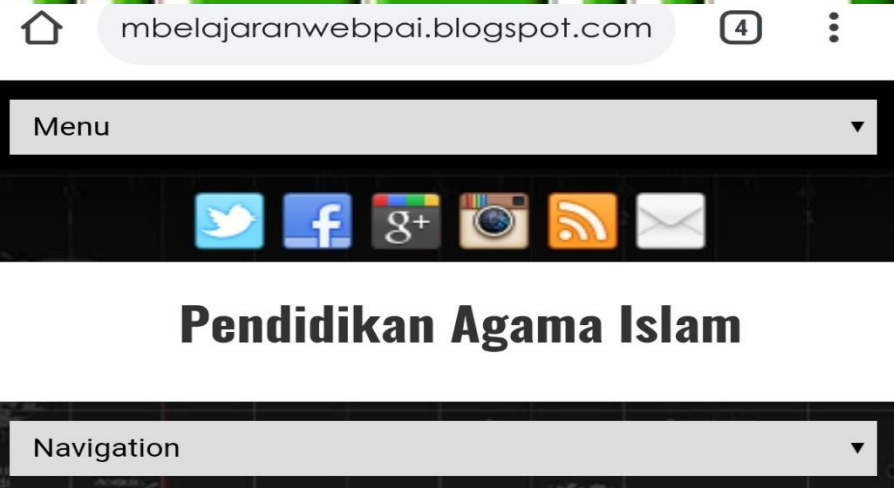 mbelajaranwebpai.blogspot.com 4
Menu
g+
Pendidikan Agama Islam
Navigation